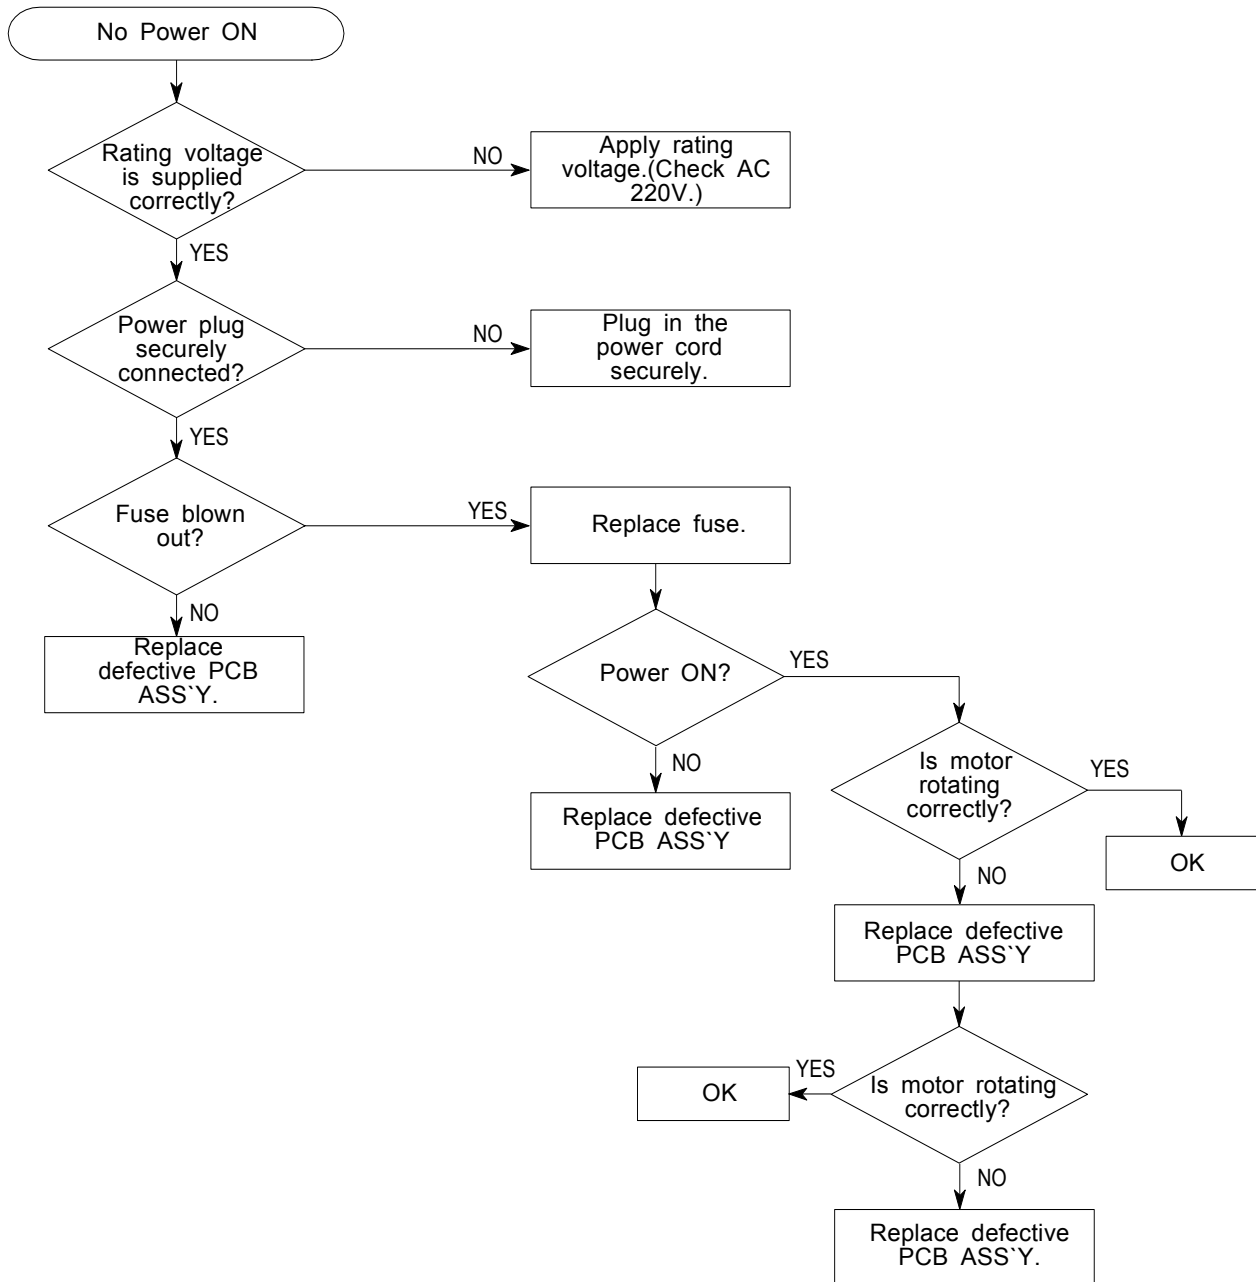 No Power ON
Rating voltage
is supplied
correctly?
NO
Apply rating
voltage.(Check AC
220V.)
YES
Power plug
securely
connected?
NO
Plug in the
power cord
securely.
YES
Fuse blown
out?
YES
Replace fuse.
NO
Replace
defective PCB
ASS`Y.
Power ON?
YES
NO
Replace defective
PCB ASS`Y
Is motor
rotating
correctly?
YES
OK
NO
Replace defective
PCB ASS`Y
Is motor rotating
correctly?
YES
OK
NO
Replace defective
PCB ASS`Y.